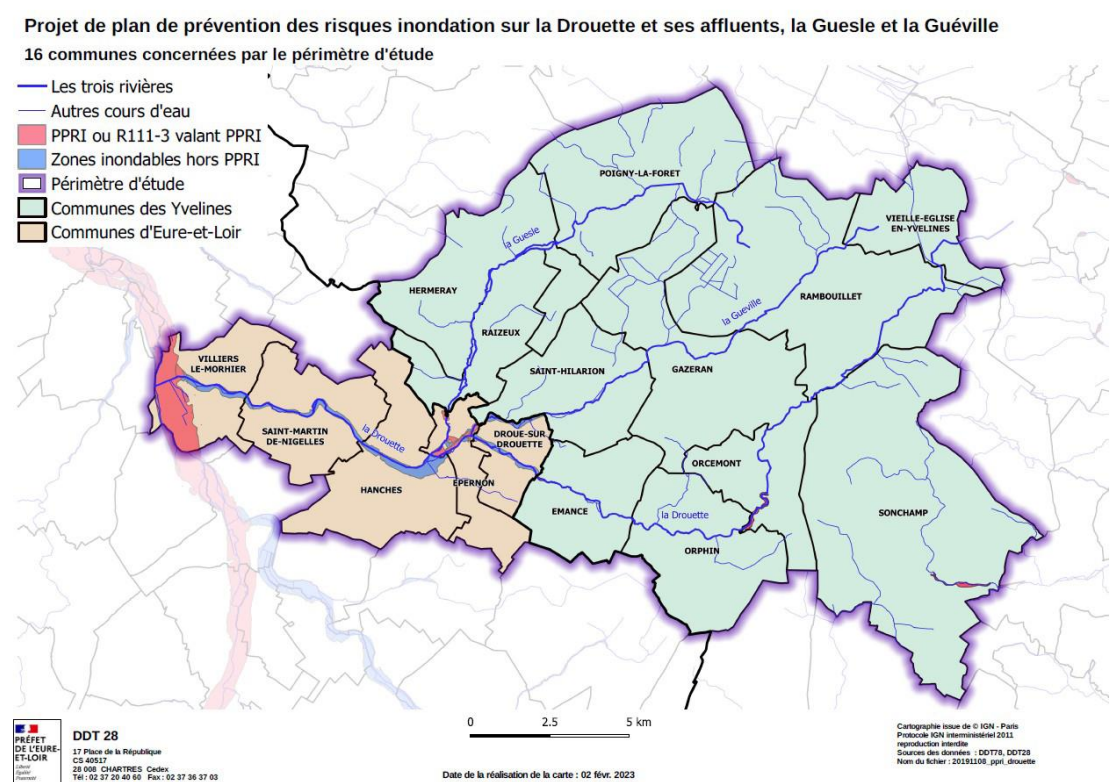 Projet de plan de prévention des risques inondation sur la Drouette et ses affluents, la Guesle et la Guéville
16 communes concernées par le périmètre d'étude
Les trois rivières
Autres cours d'eau
PPRI ou R111-3 valant PPRI
Zones inondables hors PPRI
Périmètre d'étude
Communes des Yvelines
Communes d'Eure-et-Loir
POIGNY-LA-FORET
VIEILLE-EGLISE
EN-YVELINES
la Guesle
HERMERAY
RAMBOUILLET
la Guéville
RAIZEUX
VILLIERS
LE-MORHIER
SAINT-HILARION
GAZERAN
SAINT-MARTIN
DE-NIGELLES
la Drouette
DROUE-SUR
DROUETTE
ORCEMONT
HANCHES
EPERNON
EMANCE
la Drouette
SONCHAMP
ORPHIN
0 2.5 5 km
PRÉFET
DE L'EURE-
ET-LOIR
Liberté
Égalité
Fraternité
DDT 28
17 Place de la République
CS 40517
28 008 CHARTRES Cedex
Tél : 02 37 20 40 60 Fax : 02 37 36 37 03
Date de la réalisation de la carte : 02 févr. 2023
Cartographie issue de © IGN - Paris
Protocole IGN interministériel 2011
reproduction interdite
Sources des données : DDT78, DDT28
Nom du fichier : 20191108_ppri_drouette